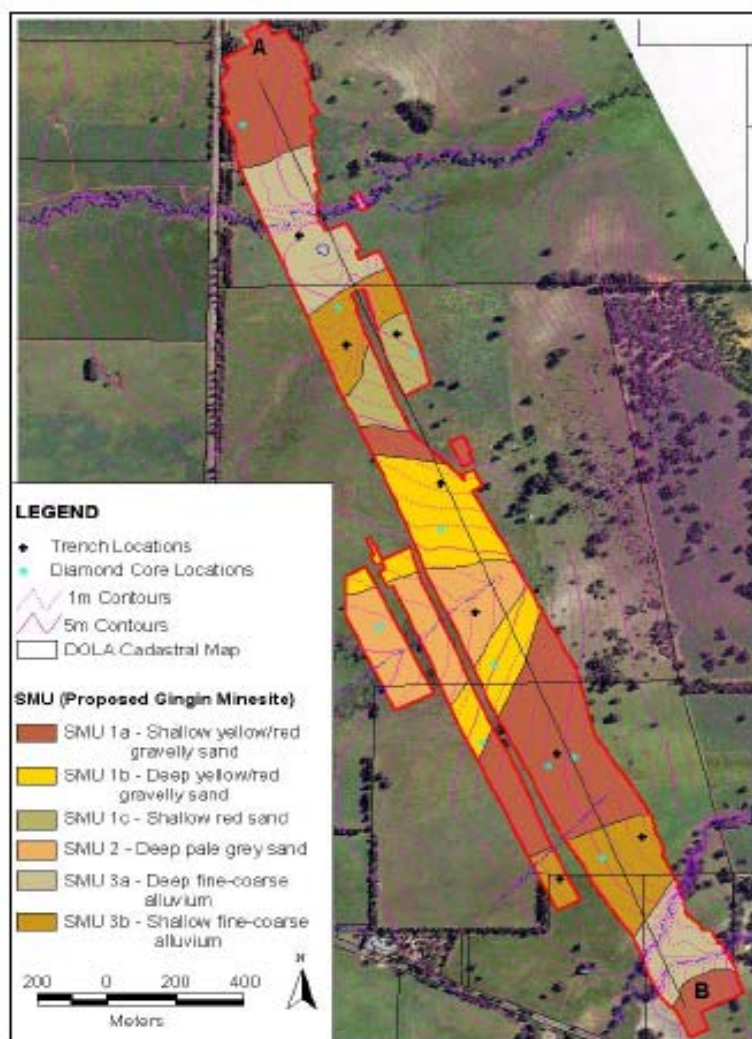 A
LEGEND
Trench Locations
Diamond Core Locations
1m Contours
5m Contours
DOLA Cadastral Map
SMU (Proposed Gingin Minesite)
SMU 1a - Shallow yellow/red
gravelly sand
SMU 1b - Deep yellow/red
gravelly sand
SMU 1c - Shallow red sand
SMU 2 - Deep pale grey sand
SMU 3a - Deep fine-coarse
alluvium
SMU 3b - Shallow fine-coarse
alluvium
N
200 0 200 400
Meters
B